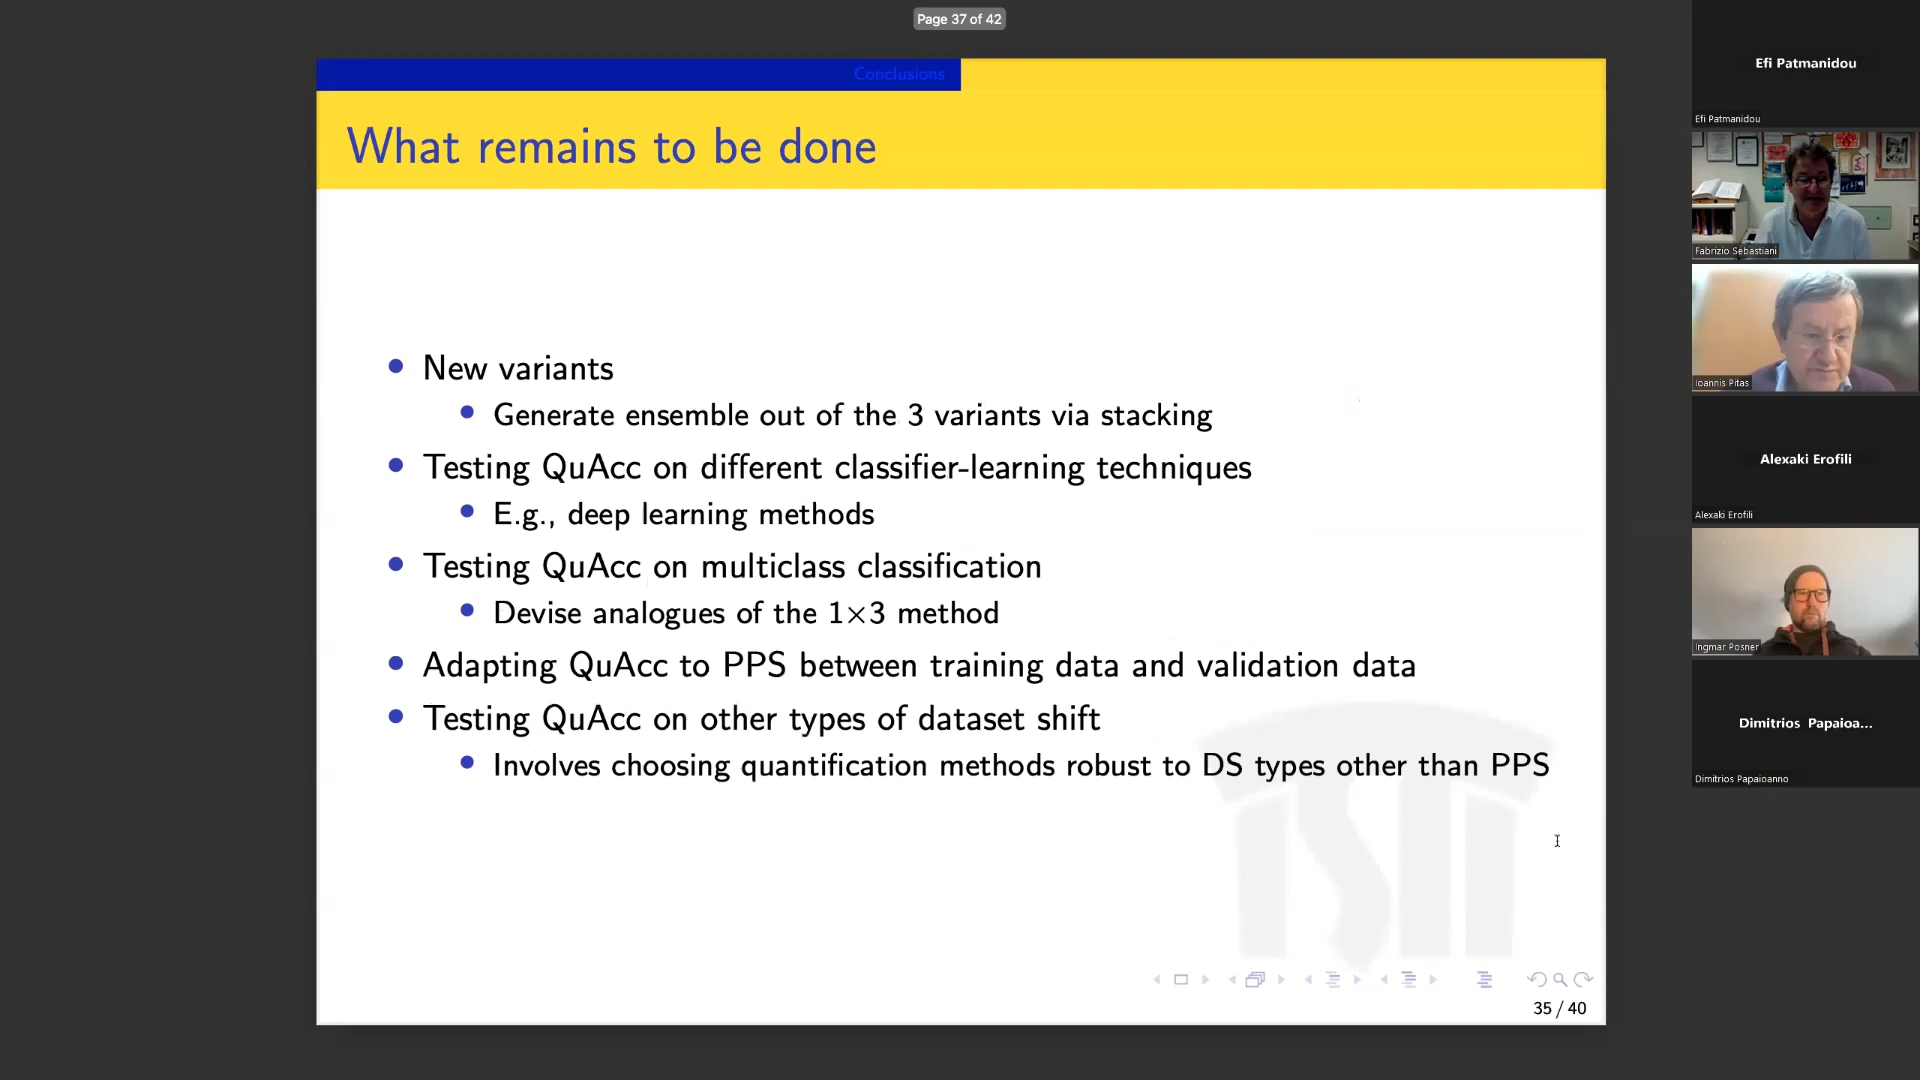 Page 37 of 42
Conclusions
What remains to be done
• New variants
• Generate ensemble out of the 3 variants via stacking
• Testing QuAcc on different classifier-learning techniques
• E.g., deep learning methods
• Testing QuAcc on multiclass classification
• Devise analogues of the 1×3 method
• Adapting QuAcc to PPS between training data and validation data
• Testing QuAcc on other types of dataset shift
• Involves choosing quantification methods robust to DS types other than PPS
ISTI
35 / 40
Efi Patmanidou
Efi Patmanidou
Fabrizio Sebastiani
Ioannis Pitas
Alexaki Erofili
Alexaki Erofili
Ingmar Posner
Dimitrios Papaioa...
Dimitrios Papaioanno